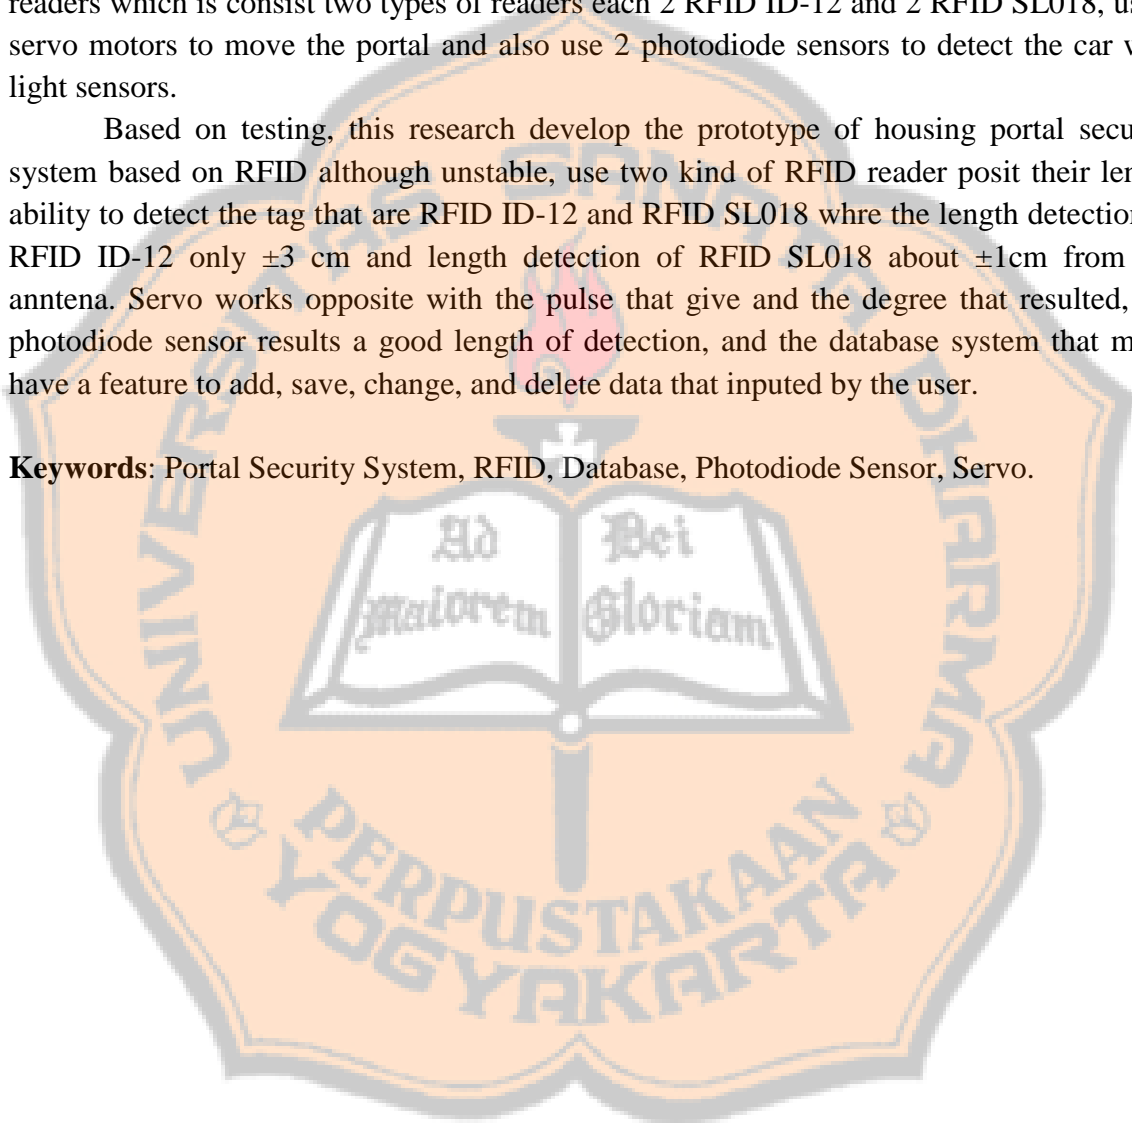 readers which is consist two types of readers each 2 RFID ID-12 and 2 RFID SL018, us
servo motors to move the portal and also use 2 photodiode sensors to detect the car
light sensors.
Based on testing, this research develop the prototype of housing portal secu
system based on RFID although unstable, use two kind of RFID reader posit their len
ability to detect the tag that are RFID ID-12 and RFID SL018 whre the length detection
RFID ID-12 only ±3 cm and length detection of RFID SL018 about ±1cm from
anntena. Servo works opposite with the pulse that give and the degree that resulted,
photodiode sensor results a good length of detection, and the database system that m
have a feature to add, save, change, and delete data that inputed by the user.
Keywords: Portal Security System, RFID, Database, Photodiode Sensor, Servo.
UNIVERSITAS SANATA DHARMA
Ad Dei
maiorem Gloriam
PERPUSTAKAAN
YOGYAKARTA